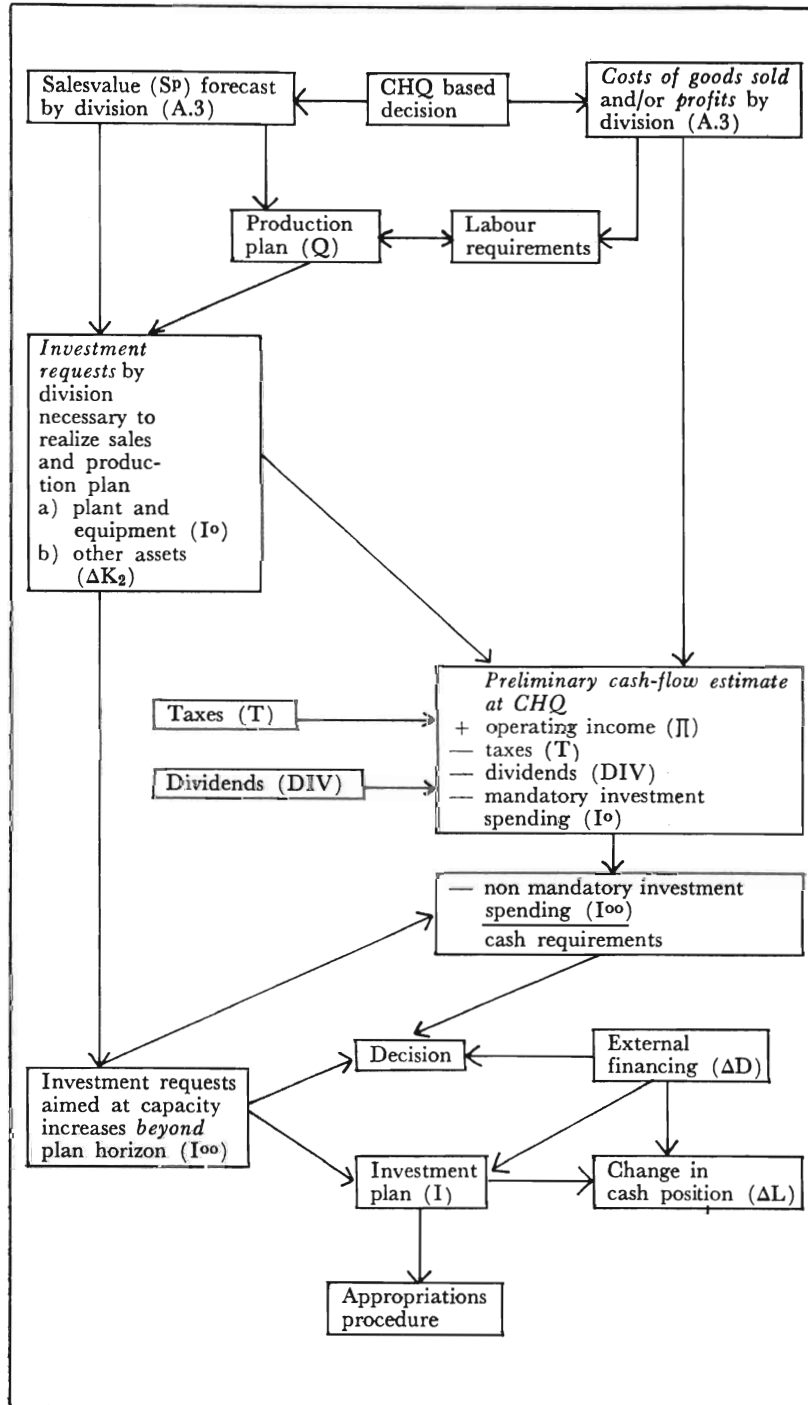 Salesvalue (Sp) forecast
by division (A.3)
CHQ based
decision
Costs of goods sold
and/or profits by
division (A.3)
Production
plan (Q)
Labour
requirements
Investment
requests by
division
necessary to
realize sales
and produc-
tion plan
a) plant and
equipment (Io)
b) other assets
(ΔK₂)
Taxes (T)
Dividends (DIV)
Preliminary cash-flow estimate
at CHQ
+ operating income (∏)
— taxes (T)
— dividends (DIV)
— mandatory investment
spending (Io)
— non mandatory investment
spending (Ioo)
cash requirements
Decision
External
financing (ΔD)
Investment requests
aimed at capacity
increases beyond
plan horizon (Ioo)
Investment
plan (I)
Change in
cash position (ΔL)
Appropriations
procedure